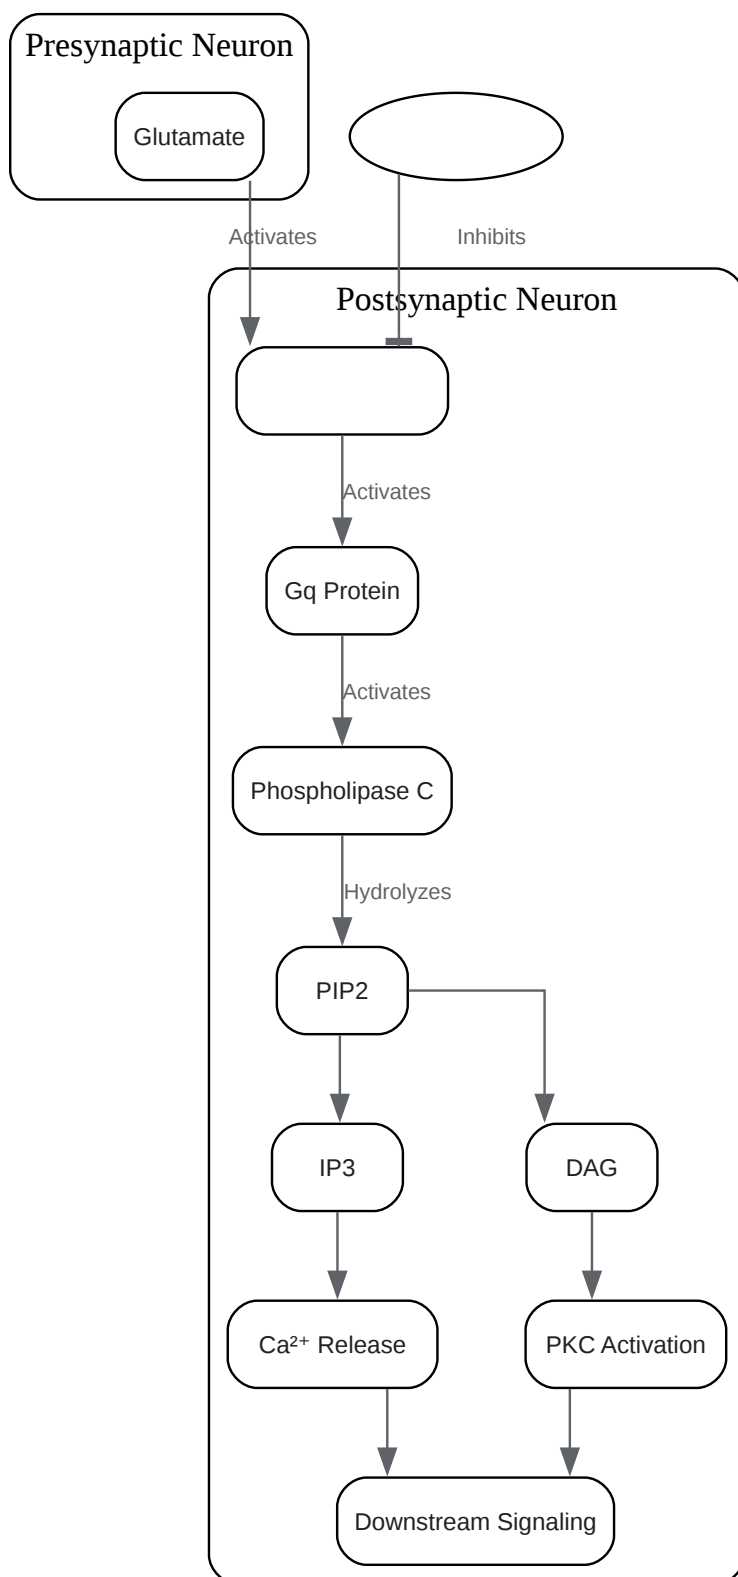 Presynaptic Neuron
Glutamate
Activates
Inhibits
Postsynaptic Neuron
Activates
Gq Protein
Activates
Phospholipase C
Hydrolyzes
PIP2
IP3
DAG
Ca²⁺ Release
PKC Activation
Downstream Signaling